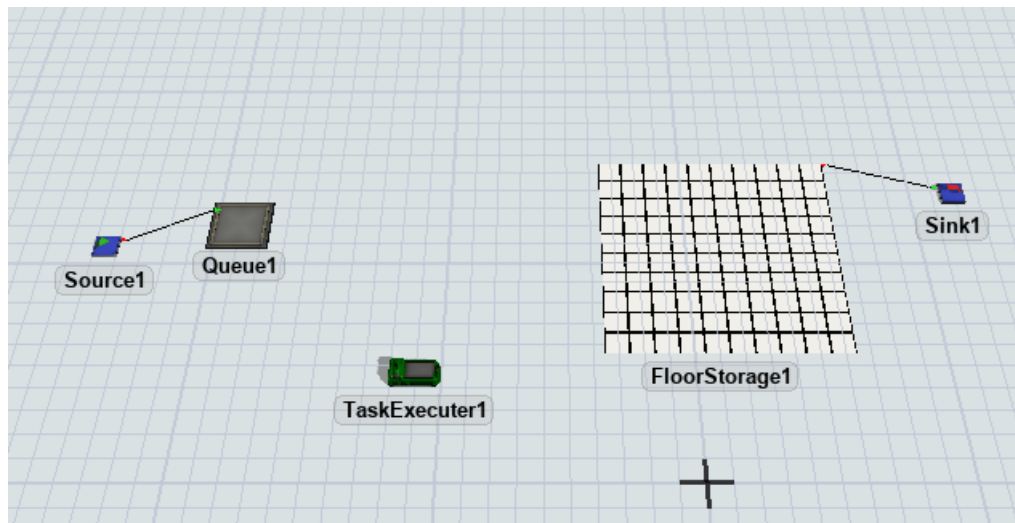 Source1
Queue1
TaskExecuter1
FloorStorage1
Sink1